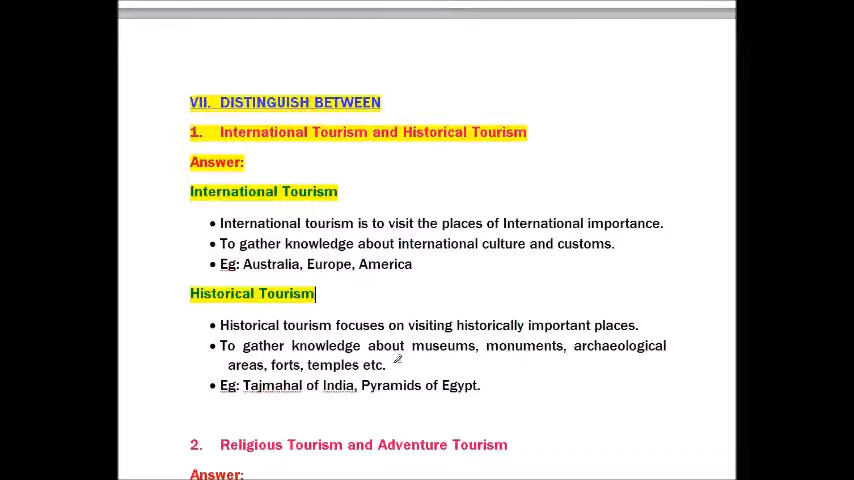 VII. DISTINGUISH BETWEEN
1. International Tourism and Historical Tourism
Answer:
International Tourism
• International tourism is to visit the places of International importance.
• To gather knowledge about international culture and customs.
• Eg: Australia, Europe, America
Historical Tourism
• Historical tourism focuses on visiting historically important places.
• To gather knowledge about museums, monuments, archaeological
areas, forts, temples etc.
• Eg: Tajmahal of India, Pyramids of Egypt.
2. Religious Tourism and Adventure Tourism
Answer: